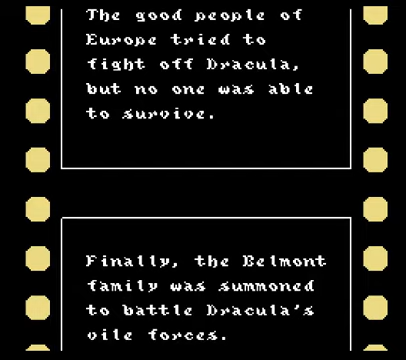 The good people of
Europe tried to
fight off Dracula,
but no one was able
to survive.
Finally, the Belmont
family was summoned
to battle Dracula's
vile forces.